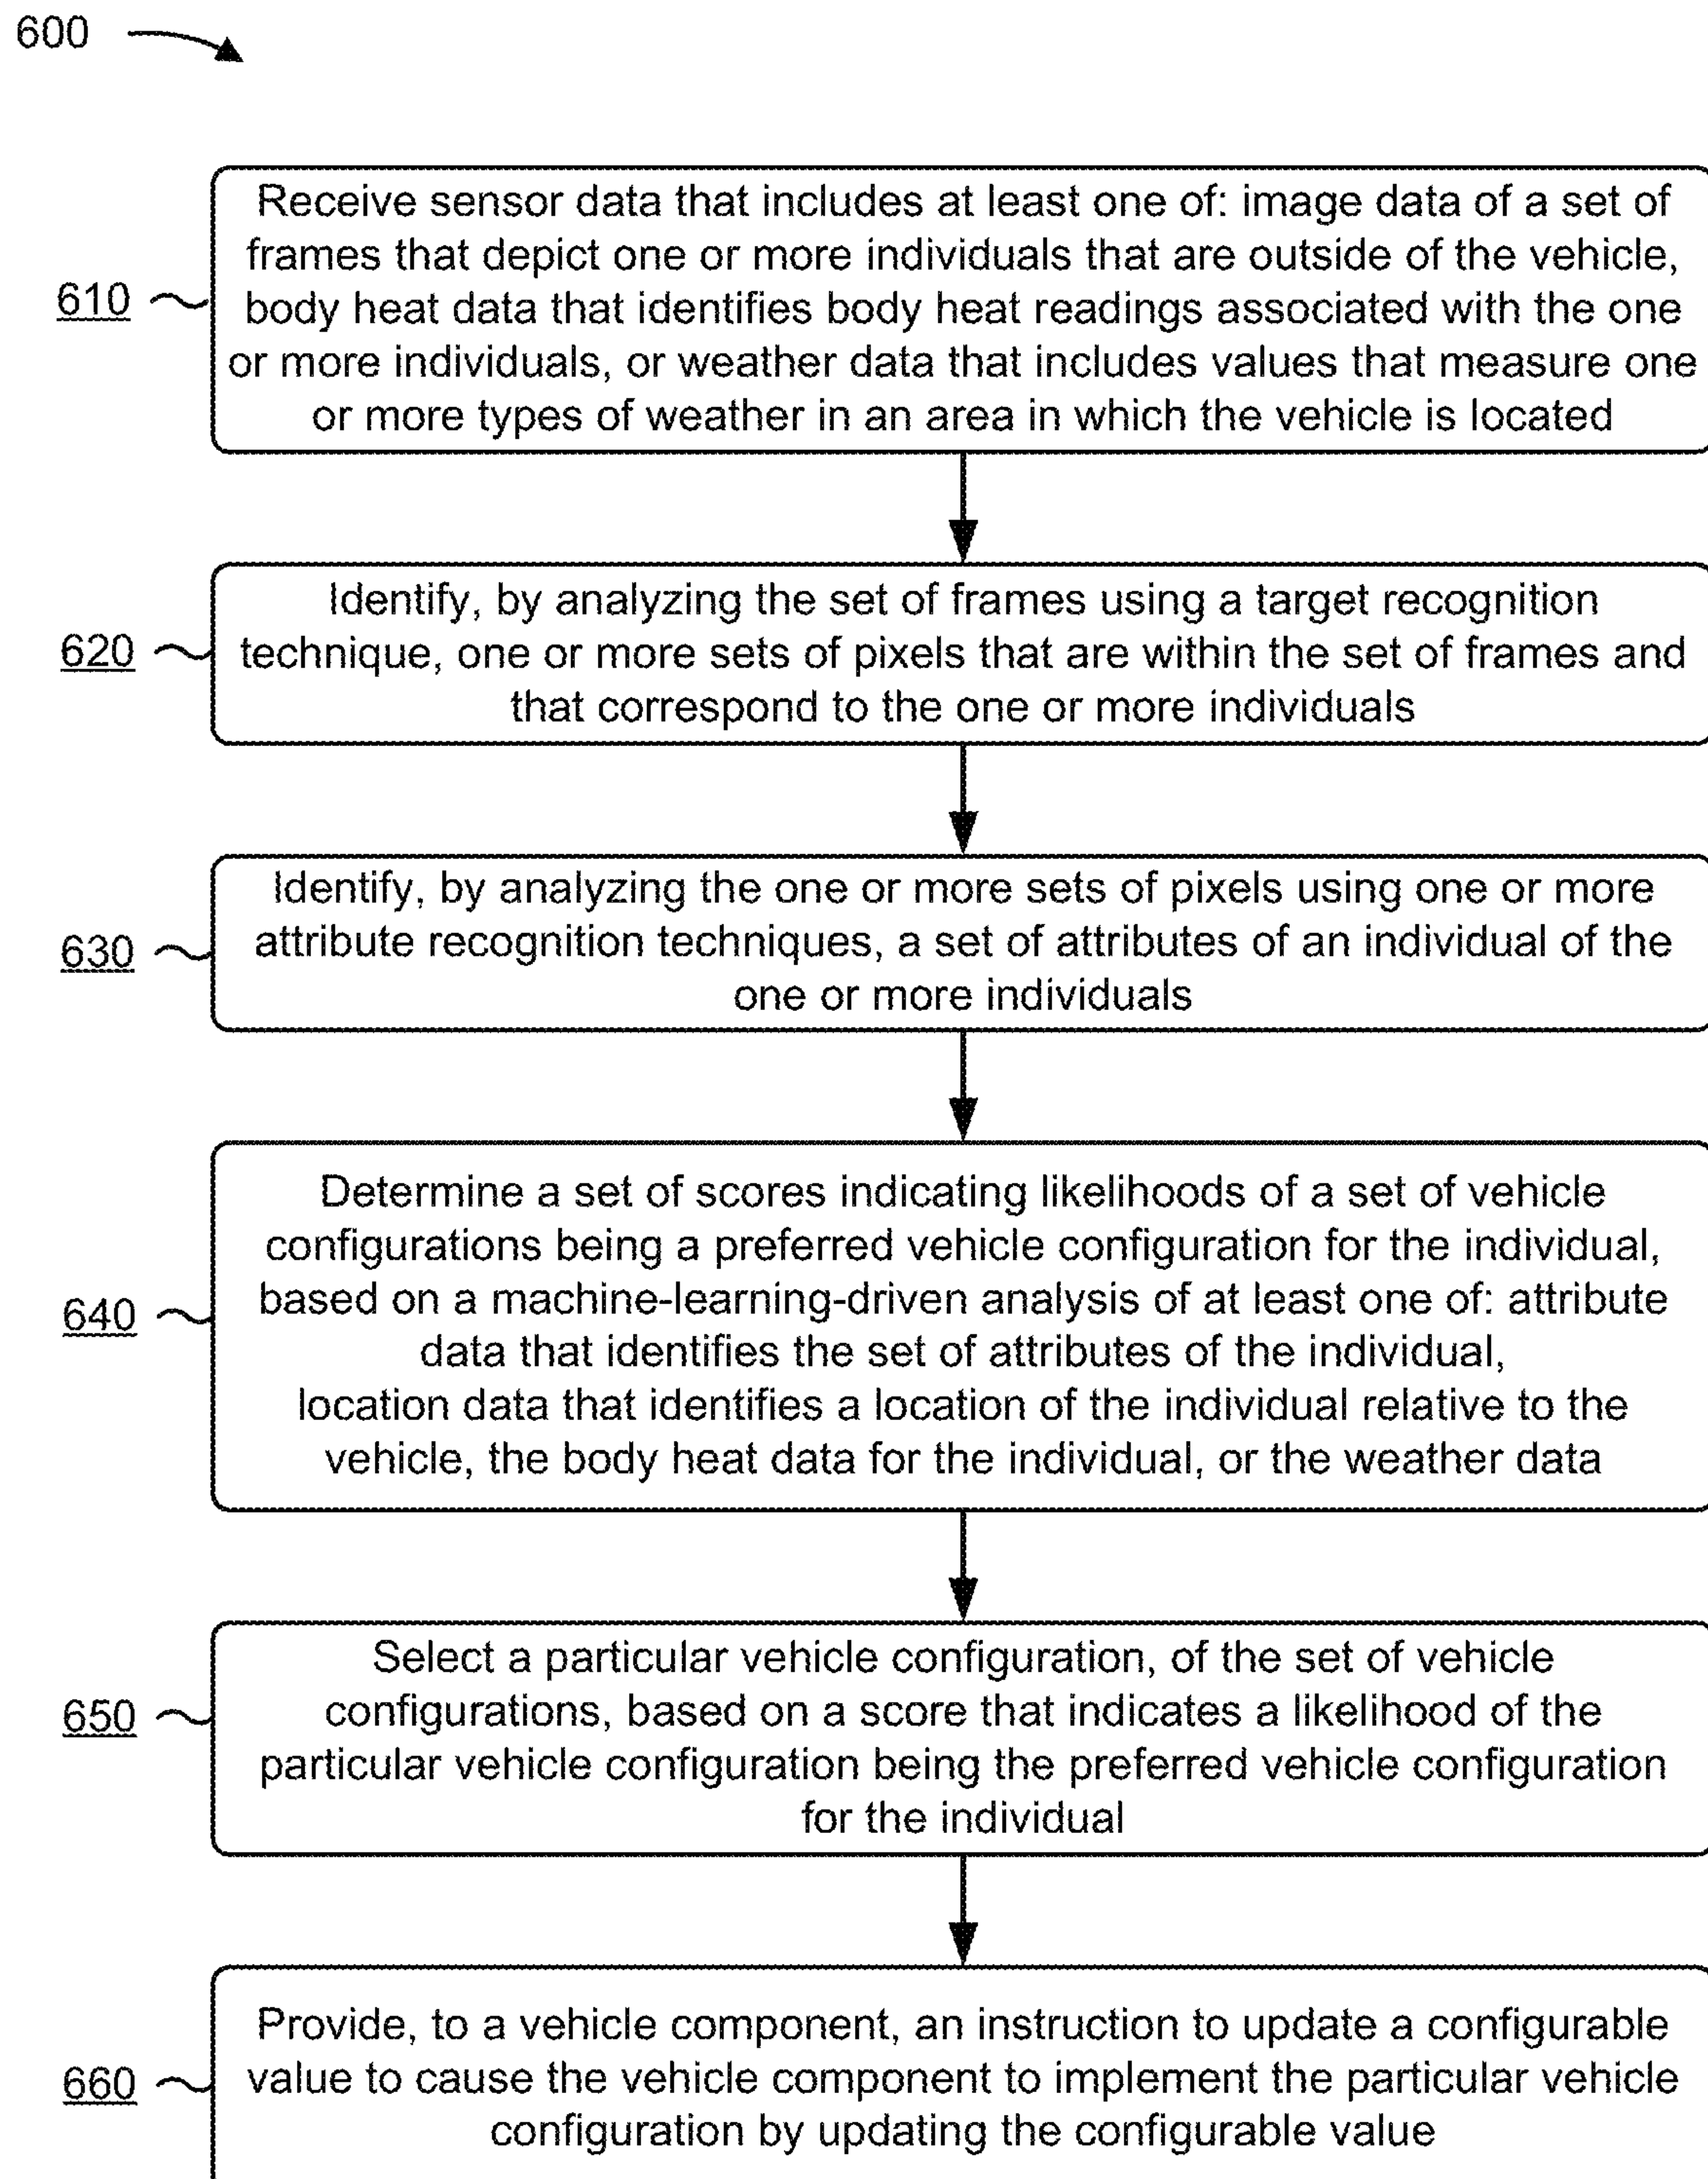 600
Receive sensor data that includes at least one of: image data of a set of
frames that depict one or more individuals that are outside of the vehicle,
610
body heat data that identifies body heat readings associated with the one
or more individuals, or weather data that includes values that measure one
or more types of weather in an area in which the vehicle is located
Identify, by analyzing the set of frames using a target recognition
620
technique, one or more sets of pixels that are within the set of frames and
that correspond to the one or more individuals
Identify, by analyzing the one or more sets of pixels using one or more
630
attribute recognition techniques, a set of attributes of an individual of the
one or more individuals
Determine a set of scores indicating likelihoods of a set of vehicle
configurations being a preferred vehicle configuration for the individual,
640
based on a machine-learning-driven analysis of at least one of: attribute
data that identifies the set of attributes of the individual,
location data that identifies a location of the individual relative to the
vehicle, the body heat data for the individual, or the weather data
Select a particular vehicle configuration, of the set of vehicle
650
configurations, based on a score that indicates a likelihood of the
particular vehicle configuration being the preferred vehicle configuration
for the individual
Provide, to a vehicle component, an instruction to update a configurable
660
value to cause the vehicle component to implement the particular vehicle
configuration by updating the configurable value